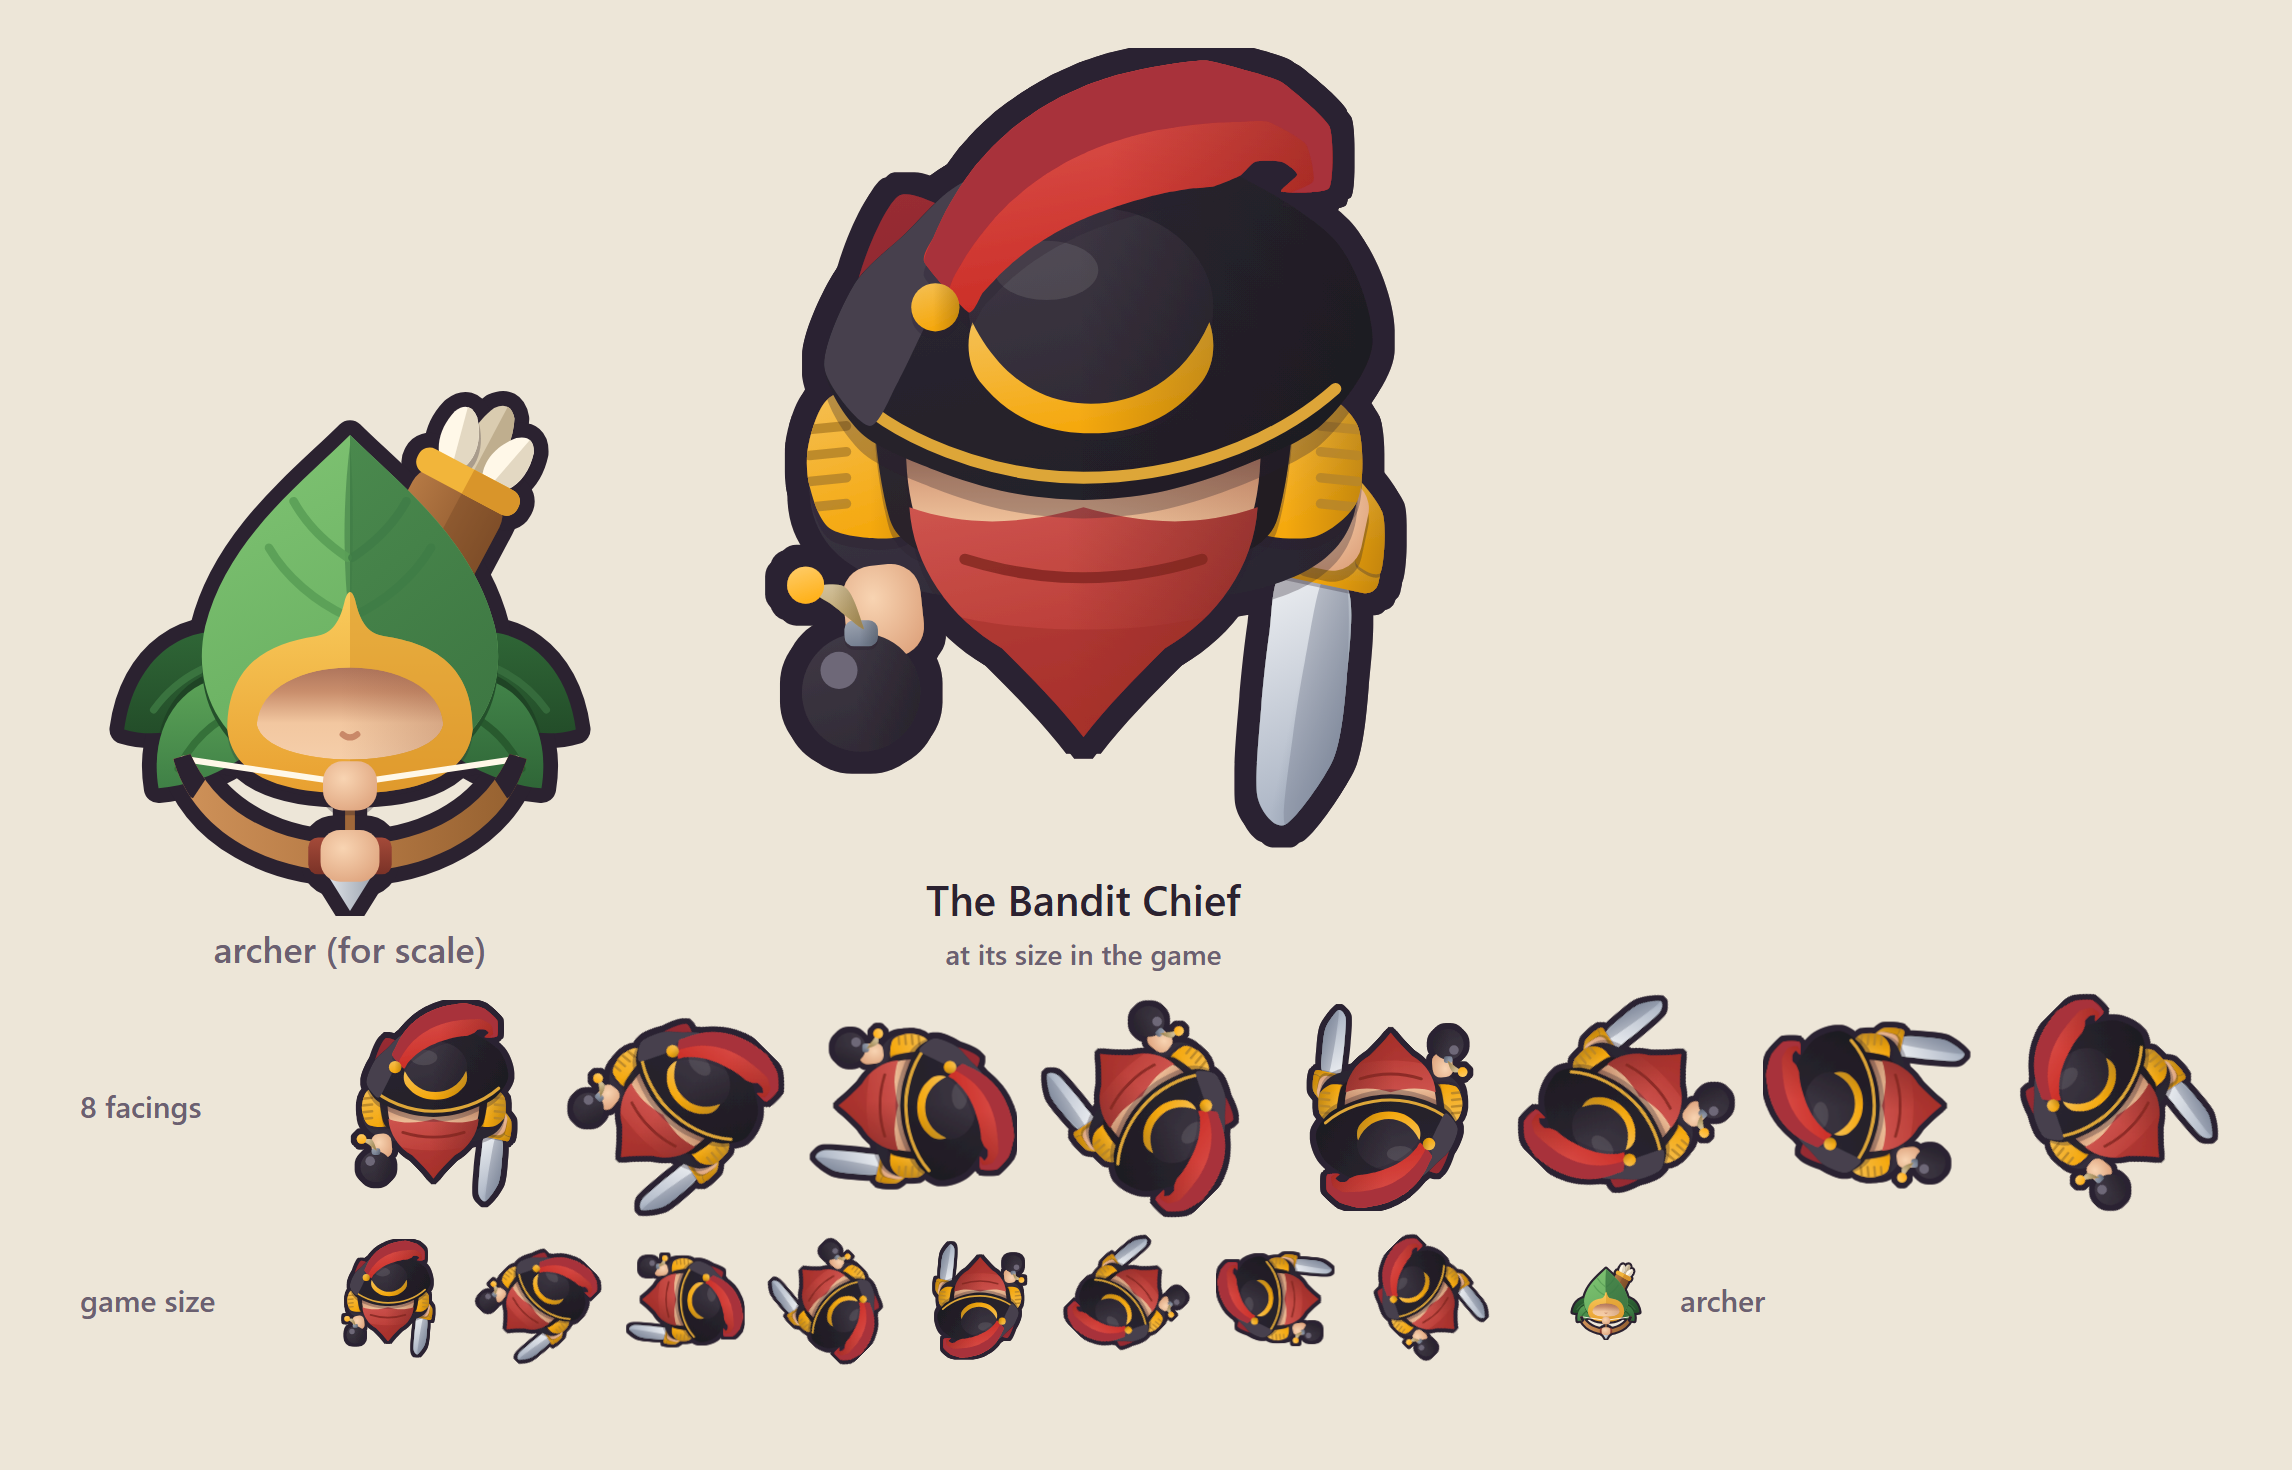 The Bandit Chief
archer (for scale)
at its size in the game
8 facings
game size
archer